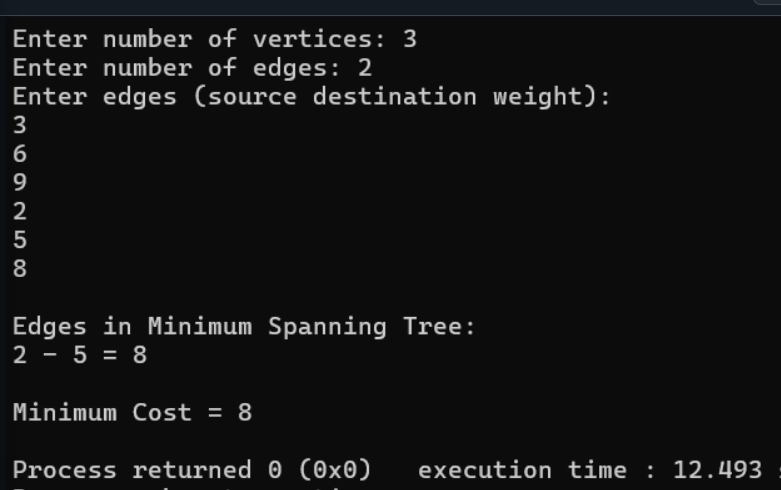 Enter number of vertices: 3
Enter number of edges: 2
Enter edges (source destination weight):
3
6
9
2
5
8
Edges in Minimum Spanning Tree:
2 - 5 = 8
Minimum Cost = 8
Process returned 0 (0x0)   execution time : 12.493